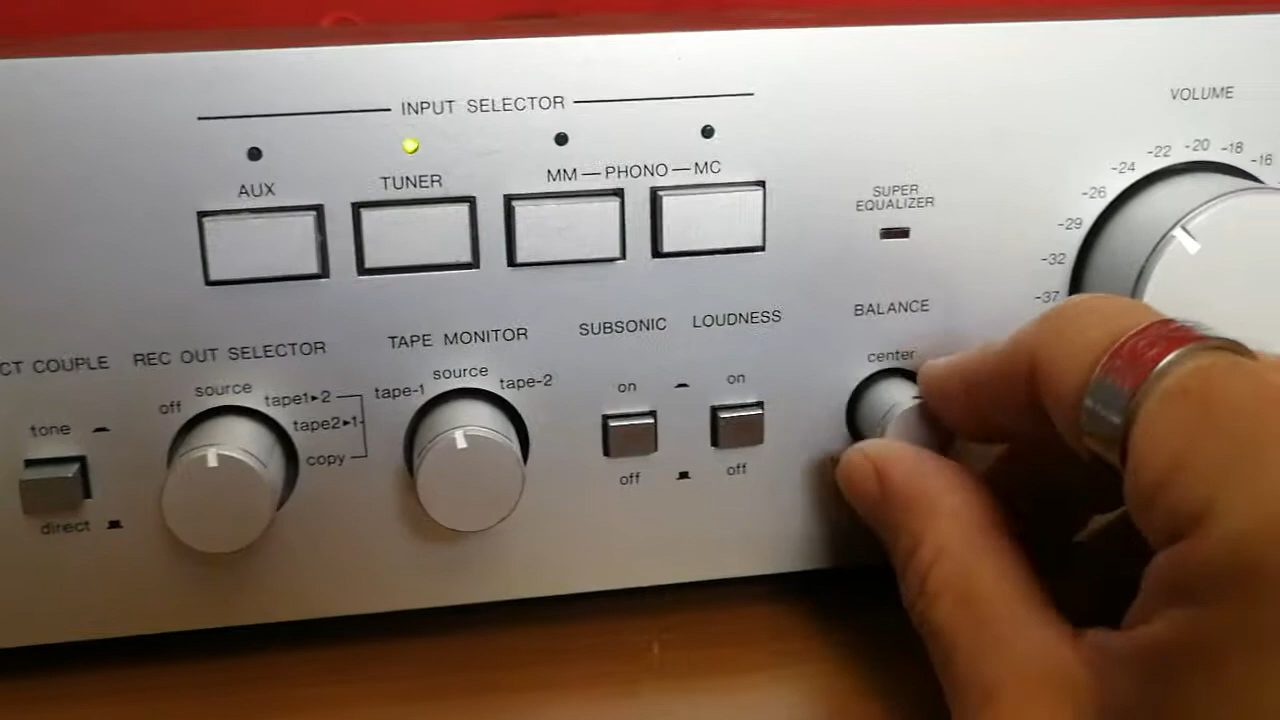 INPUT SELECTOR
VOLUME
AUX
TUNER
MM — PHONO — MC
SUPER
EQUALIZER
-37
-32
-29
-26
-24
-22
-20
-18
-16
CT COUPLE
tone
direct
REC OUT SELECTOR
off
source
tape1▸2
tape2▸1
copy
TAPE MONITOR
tape-1
source
tape-2
SUBSONIC
on
off
LOUDNESS
on
off
BALANCE
center